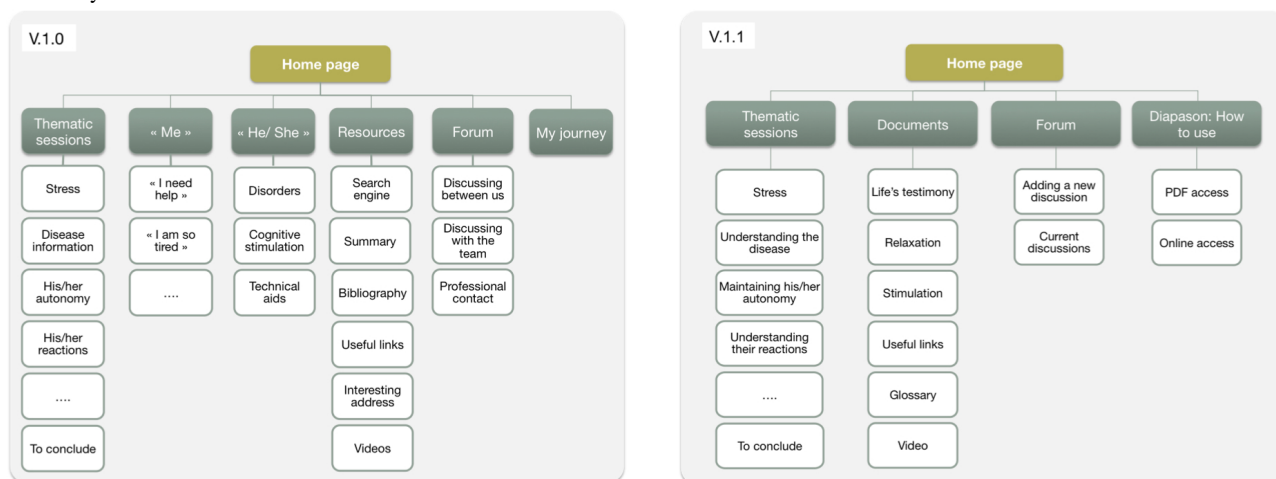 V.1.0
Home page
Thematic
sessions
« Me »
« He/ She »
Resources
Forum
My journey
Stress
Disease
information
His/her
autonomy
His/her
reactions
....
To conclude
« I need
help »
« I am so
tired »
....
Disorders
Cognitive
stimulation
Technical
aids
Search
engine
Summary
Bibliography
Useful links
Interesting
address
Videos
Discussing
between us
Discussing
with the
team
Professional
contact
V.1.1
Home page
Thematic
sessions
Documents
Forum
Diapason: How
to use
Stress
Understanding the
disease
Maintaining his/her
autonomy
Understanding
their reactions
....
To conclude
Life's testimony
Relaxation
Stimulation
Useful links
Glossary
Video
Adding a new
discussion
Current
discussions
PDF access
Online access